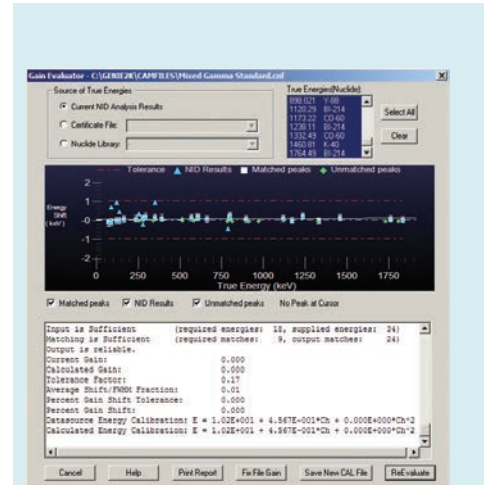 Gain Evaluator - C:\GENIE2K\CAMFILES\Mixed Gamma Standard.cnf
Source of True Energies
Current NID Analysis Results
Certificate File:
Nuclide Library:
True Energies(Nuclide):
898.021 Y-88
1120.29 BI-214
1173.22 CO-60
1238.11 BI-214
1332.49 CO-60
1460.81 K-40
1764.49 BI-214
Select All
Clear
Tolerance NID Results Matched peaks Unmatched peaks
Energy Shift (keV)
2
1
-0
-1
-2
0 250 500 750 1000 1250 1500 1750
True Energy (keV)
Matched peaks NID Results Unmatched peaks No Peak at Cursor
Input is Sufficient (required energies: 18, supplied energies: 34)
Matching is Sufficient (required matches: 9, output matches: 24)
Output is reliable.
Current Gain: 0.000
Calculated Gain: 0.000
Tolerance Factor: 0.17
Average Shift/FWHM Fraction: 0.01
Percent Gain Shift Tolerance: 0.000
Percent Gain Shift: 0.000
Datasource Energy Calibration: E = 1.02E+001 + 4.567E-001*Ch + 0.000E+000*Ch^2
Calculated Energy Calibration: E = 1.02E+001 + 4.567E-001*Ch + 0.000E+000*Ch^2
Cancel Help Print Report Fix File Gain Save New CAL File ReEvaluate